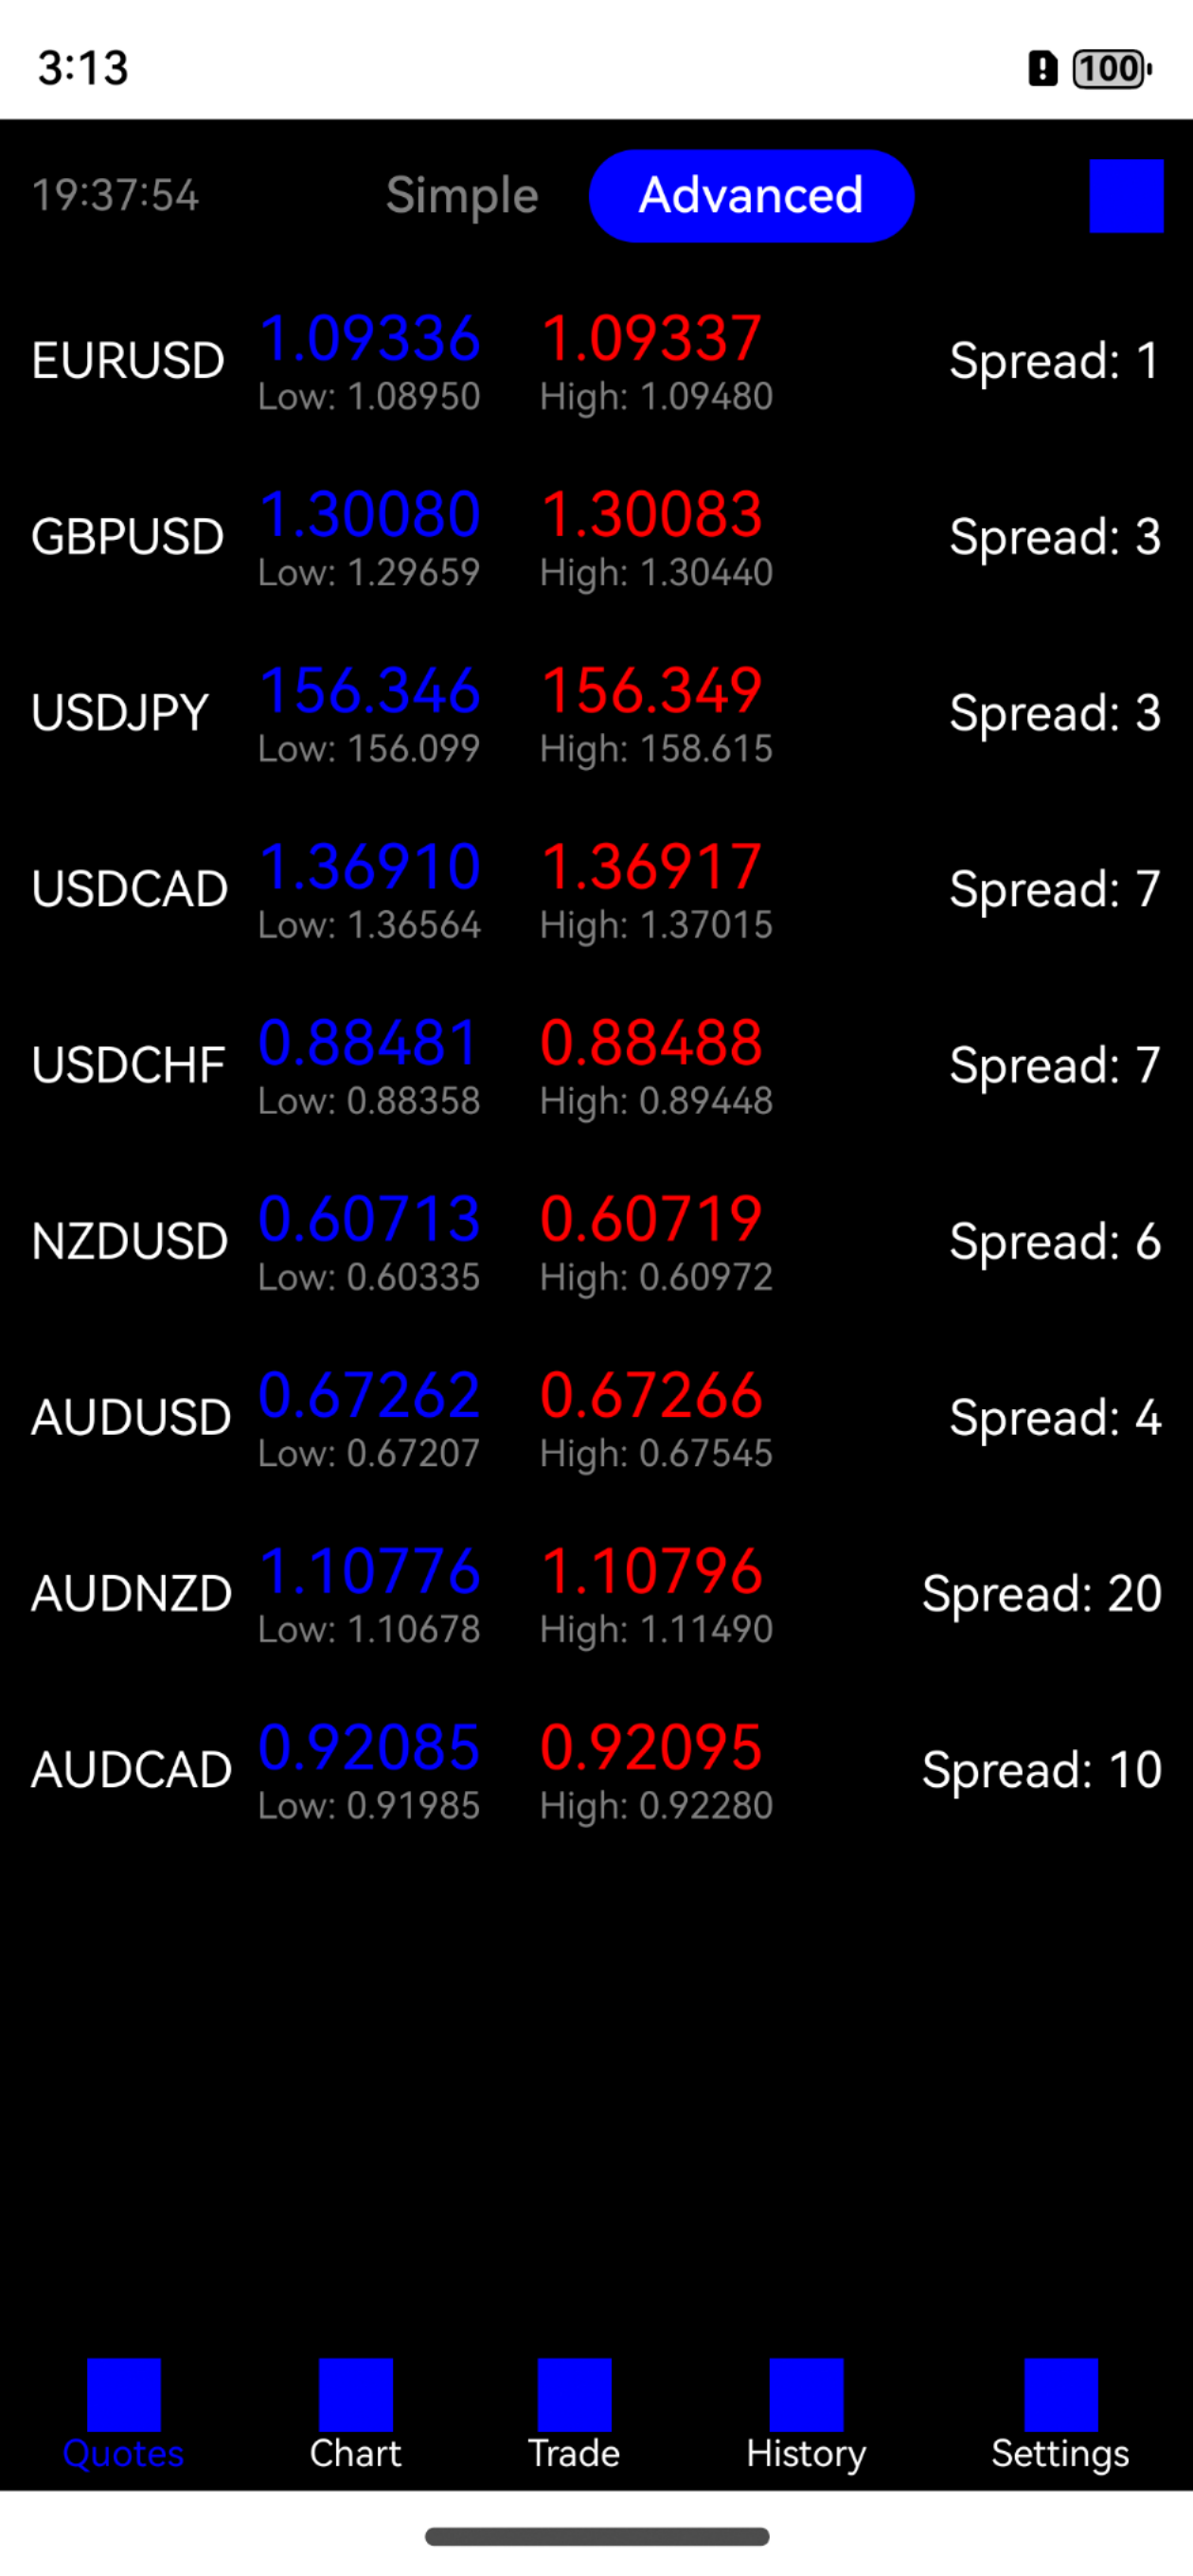 3:13
100
19:37:54 Simple Advanced
EURUSD 1.09336 1.09337 Spread: 1
Low: 1.08950 High: 1.09480
GBPUSD 1.30080 1.30083 Spread: 3
Low: 1.29659 High: 1.30440
USDJPY 156.346 156.349 Spread: 3
Low: 156.099 High: 158.615
USDCAD 1.36910 1.36917 Spread: 7
Low: 1.36564 High: 1.37015
USDCHF 0.88481 0.88488 Spread: 7
Low: 0.88358 High: 0.89448
NZDUSD 0.60713 0.60719 Spread: 6
Low: 0.60335 High: 0.60972
AUDUSD 0.67262 0.67266 Spread: 4
Low: 0.67207 High: 0.67545
AUDNZD 1.10776 1.10796 Spread: 20
Low: 1.10678 High: 1.11490
AUDCAD 0.92085 0.92095 Spread: 10
Low: 0.91985 High: 0.92280
Quotes Chart Trade History Settings